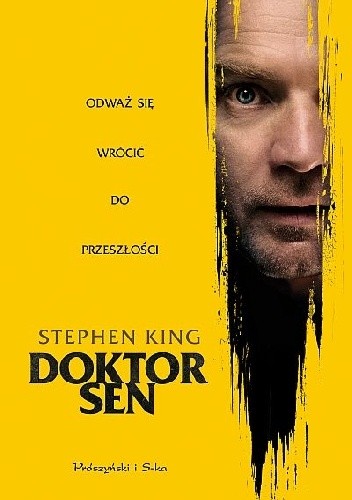 ODWAŻ SIĘ
WRÓCIĆ
DO
PRZESZŁOŚCI
STEPHEN KING
DOKTOR
SEN
Prószyński i S-ka